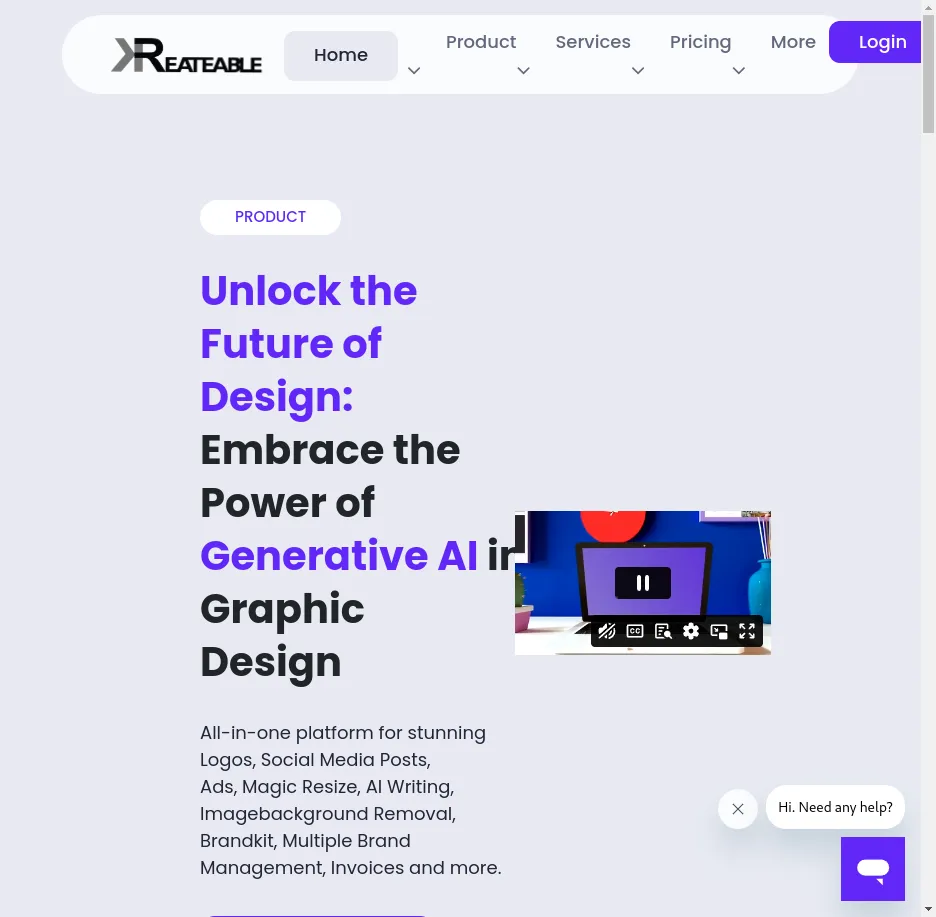 KREATEABLE
Home
Product
Services
Pricing
More
Login
PRODUCT
Unlock the
Future of
Design:
Embrace the
Power of
Generative AI in
Graphic
Design
All-in-one platform for stunning
Logos, Social Media Posts,
Ads, Magic Resize, AI Writing,
Imagebackground Removal,
Brandkit, Multiple Brand
Management, Invoices and more.
CC
Hi. Need any help?